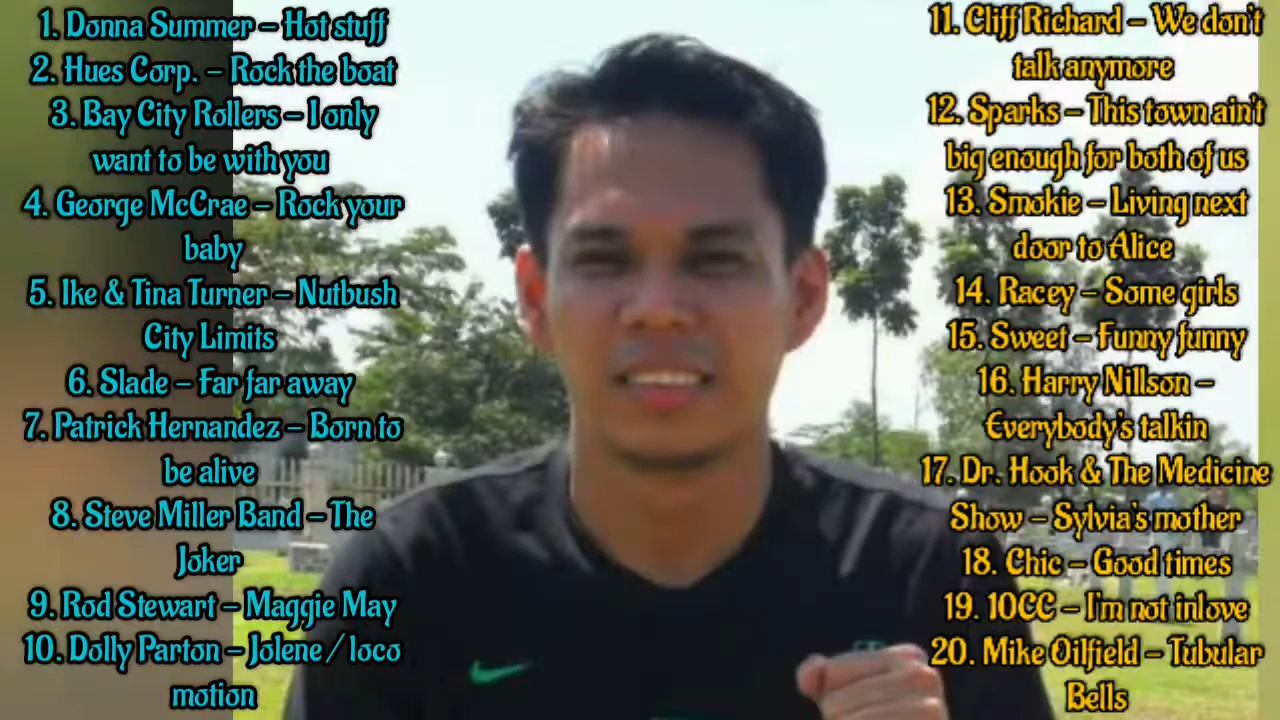 1. Donna Summer – Hot stuff
2. Hues Corp. – Rock the boat
3. Bay City Rollers – I only
want to be with you
4. George McCrae – Rock your
baby
5. Ike & Tina Turner – Nutbush
City Limits
6. Slade – Far far away
7. Patrick Hernandez – Born to
be alive
8. Steve Miller Band – The
Joker
9. Rod Stewart – Maggie May
10. Dolly Parton – Jolene / loco
motion
11. Cliff Richard – We don't
talk anymore
12. Sparks – This town ain't
big enough for both of us
13. Smokie – Living next
door to Alice
14. Racey – Some girls
15. Sweet – Funny funny
16. Harry Nillson –
Everybody's talkin
17. Dr. Hook & The Medicine
Show – Sylvia's mother
18. Chic – Good times
19. 10CC – I'm not inlove
20. Mike Oilfield – Tubular
Bells